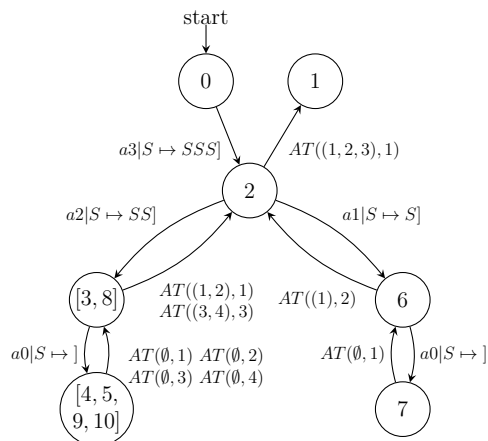 start
0
1
a3|S ↦ SSS]
AT((1, 2, 3), 1)
2
a2|S ↦ SS]
a1|S ↦ S]
AT((1, 2), 1)
AT((3, 4), 3)
AT((1), 2)
[3, 8]
6
a0|S ↦ ]
AT(∅, 1) AT(∅, 2)
AT(∅, 3) AT(∅, 4)
AT(∅, 1)
a0|S ↦ ]
[4, 5,
9, 10]
7